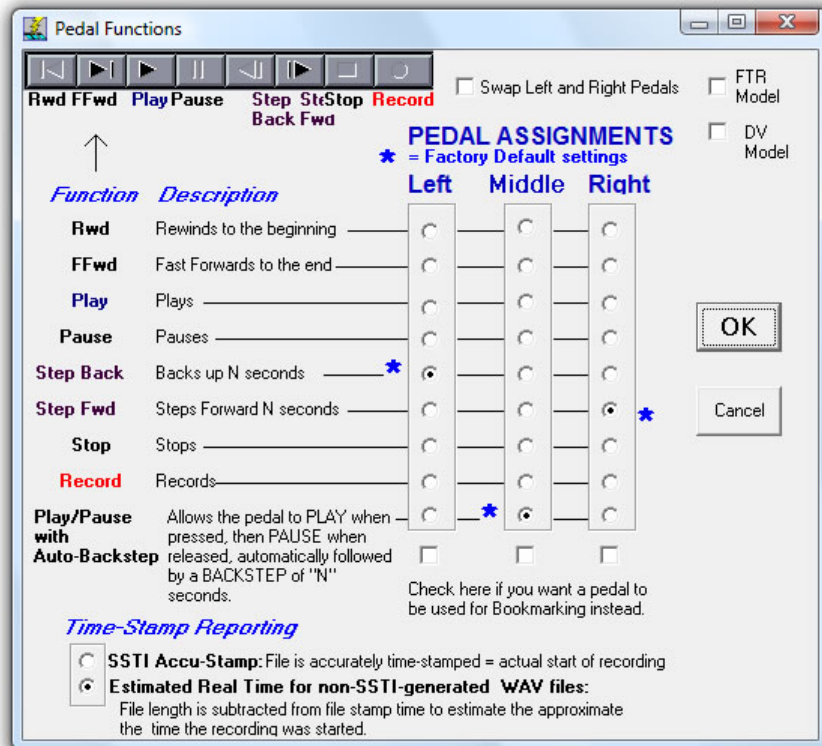 Pedal Functions
Rwd FFwd Play Pause Step Back Ste Fwd Stop Record
Swap Left and Right Pedals
FTR Model
DV Model
PEDAL ASSIGNMENTS
* = Factory Default settings
Left Middle Right
Function Description
Rwd Rewinds to the beginning
FFwd Fast Forwards to the end
Play Plays
Pause Pauses
Step Back Backs up N seconds *
Step Fwd Steps Forward N seconds *
Stop Stops
Record Records
OK
Cancel
Play/Pause with Auto-Backstep
Allows the pedal to PLAY when
pressed, then PAUSE when
released, automatically followed
by a BACKSTEP of "N"
seconds.
*
Check here if you want a pedal to
be used for Bookmarking instead.
Time-Stamp Reporting
SSTI Accu-Stamp: File is accurately time-stamped = actual start of recording
Estimated Real Time for non-SSTI-generated WAV files:
File length is subtracted from file stamp time to estimate the approximate
the time the recording was started.